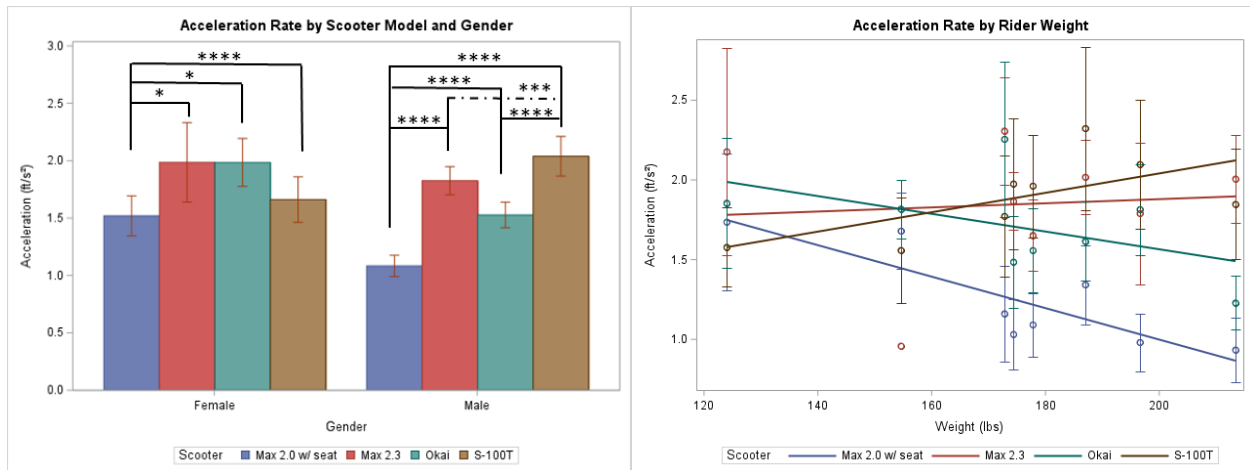 Acceleration Rate by Scooter Model and Gender
3.0
2.5
2.0
1.5
1.0
0.5
0.0
Acceleration (ft/s²)
****
*
*
****
****
***
****
****
Female
Male
Gender
Scooter Max 2.0 w/ seat Max 2.3 Okai S-100T
Acceleration Rate by Rider Weight
2.5
2.0
1.5
1.0
Acceleration (ft/s²)
120 140 160 180 200
Weight (lbs)
Scooter Max 2.0 w/ seat Max 2.3 Okai S-100T